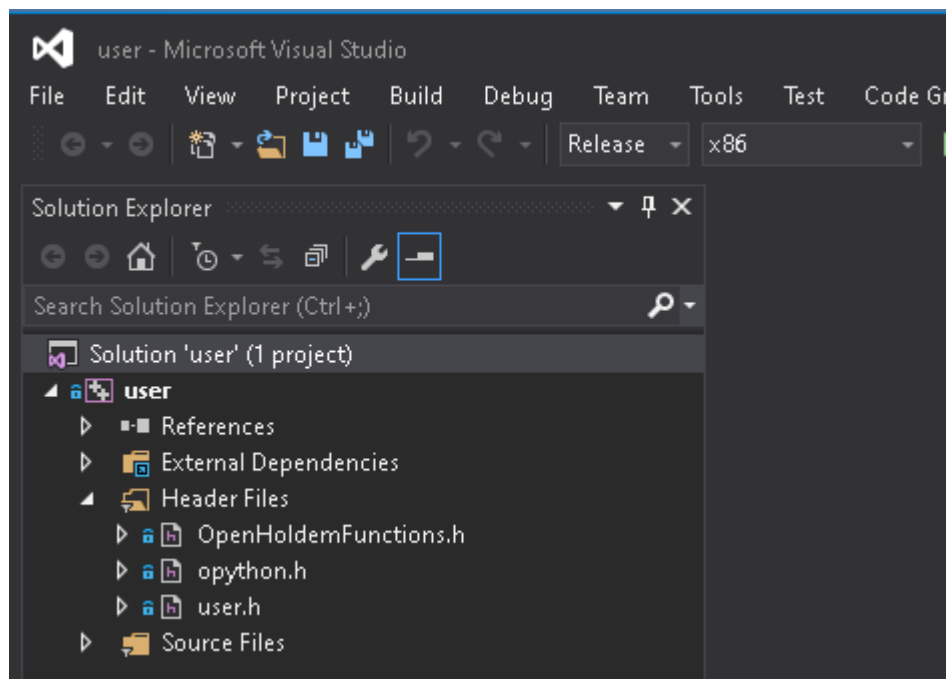 user - Microsoft Visual Studio
File Edit View Project Build Debug Team Tools Test Code
Release x86
Solution Explorer
Search Solution Explorer (Ctrl+;)
Solution 'user' (1 project)
user
References
External Dependencies
Header Files
OpenHoldemFunctions.h
opython.h
user.h
Source Files